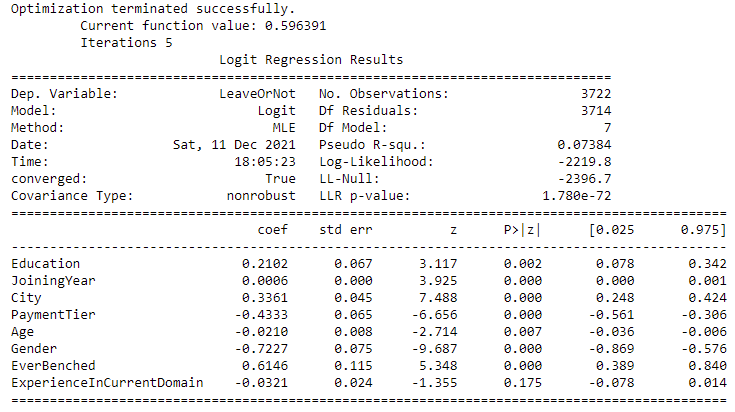 Optimization terminated successfully.
Current function value: 0.596391
Iterations 5
Logit Regression Results
==============================================================================
Dep. Variable: LeaveOrNot No. Observations: 3722
Model: Logit Df Residuals: 3714
Method: MLE Df Model: 7
Date: Sat, 11 Dec 2021 Pseudo R-squ.: 0.07384
Time: 18:05:23 Log-Likelihood: -2219.8
converged: True LL-Null: -2396.7
Covariance Type: nonrobust LLR p-value: 1.780e-72
=============================================================================================
coef std err z P>|z| [0.025 0.975]
---------------------------------------------------------------------------------------------
Education 0.2102 0.067 3.117 0.002 0.078 0.342
JoiningYear 0.0006 0.000 3.925 0.000 0.000 0.001
City 0.3361 0.045 7.488 0.000 0.248 0.424
PaymentTier -0.4333 0.065 -6.656 0.000 -0.561 -0.306
Age -0.0210 0.008 -2.714 0.007 -0.036 -0.006
Gender -0.7227 0.075 -9.687 0.000 -0.869 -0.576
EverBenched 0.6146 0.115 5.348 0.000 0.389 0.840
ExperienceInCurrentDomain -0.0321 0.024 -1.355 0.175 -0.078 0.014
=============================================================================================